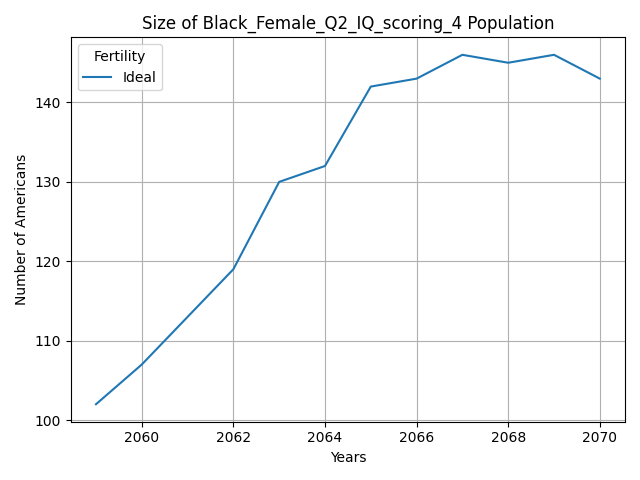 Size of Black_Female_Q2_IQ_scoring_4 Population
Fertility
Ideal
Number of Americans
140
130
120
110
100
2060 2062 2064 2066 2068 2070
Years